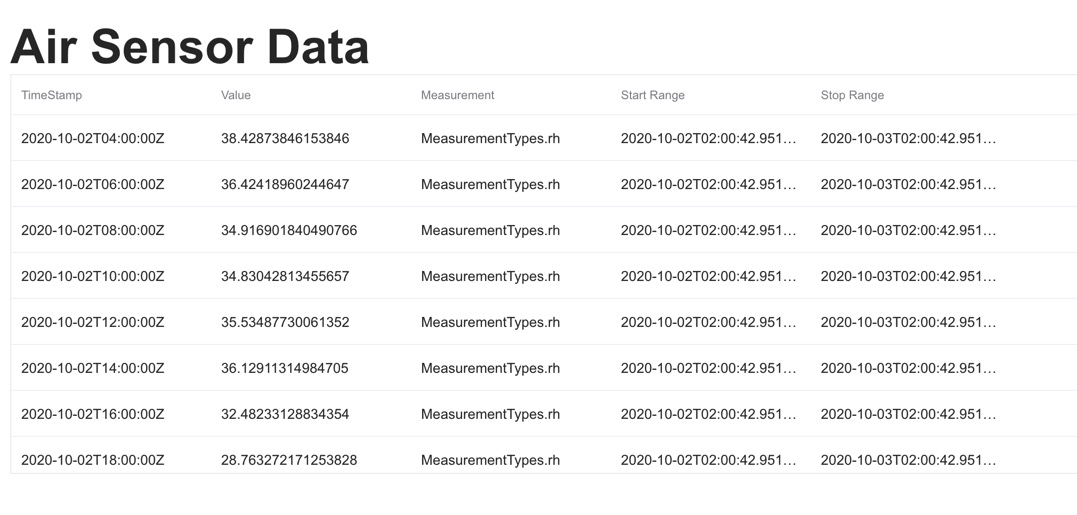 Air Sensor Data
TimeStamp Value Measurement Start Range Stop Range
2020-10-02T04:00:00Z 38.42873846153846 MeasurementTypes.rh 2020-10-02T02:00:42.951… 2020-10-03T02:00:42.951…
2020-10-02T06:00:00Z 36.42418960244647 MeasurementTypes.rh 2020-10-02T02:00:42.951… 2020-10-03T02:00:42.951…
2020-10-02T08:00:00Z 34.916901840490766 MeasurementTypes.rh 2020-10-02T02:00:42.951… 2020-10-03T02:00:42.951…
2020-10-02T10:00:00Z 34.83042813455657 MeasurementTypes.rh 2020-10-02T02:00:42.951… 2020-10-03T02:00:42.951…
2020-10-02T12:00:00Z 35.53487730061352 MeasurementTypes.rh 2020-10-02T02:00:42.951… 2020-10-03T02:00:42.951…
2020-10-02T14:00:00Z 36.12911314984705 MeasurementTypes.rh 2020-10-02T02:00:42.951… 2020-10-03T02:00:42.951…
2020-10-02T16:00:00Z 32.48233128834354 MeasurementTypes.rh 2020-10-02T02:00:42.951… 2020-10-03T02:00:42.951…
2020-10-02T18:00:00Z 28.763272171253828 MeasurementTypes.rh 2020-10-02T02:00:42.951… 2020-10-03T02:00:42.951…